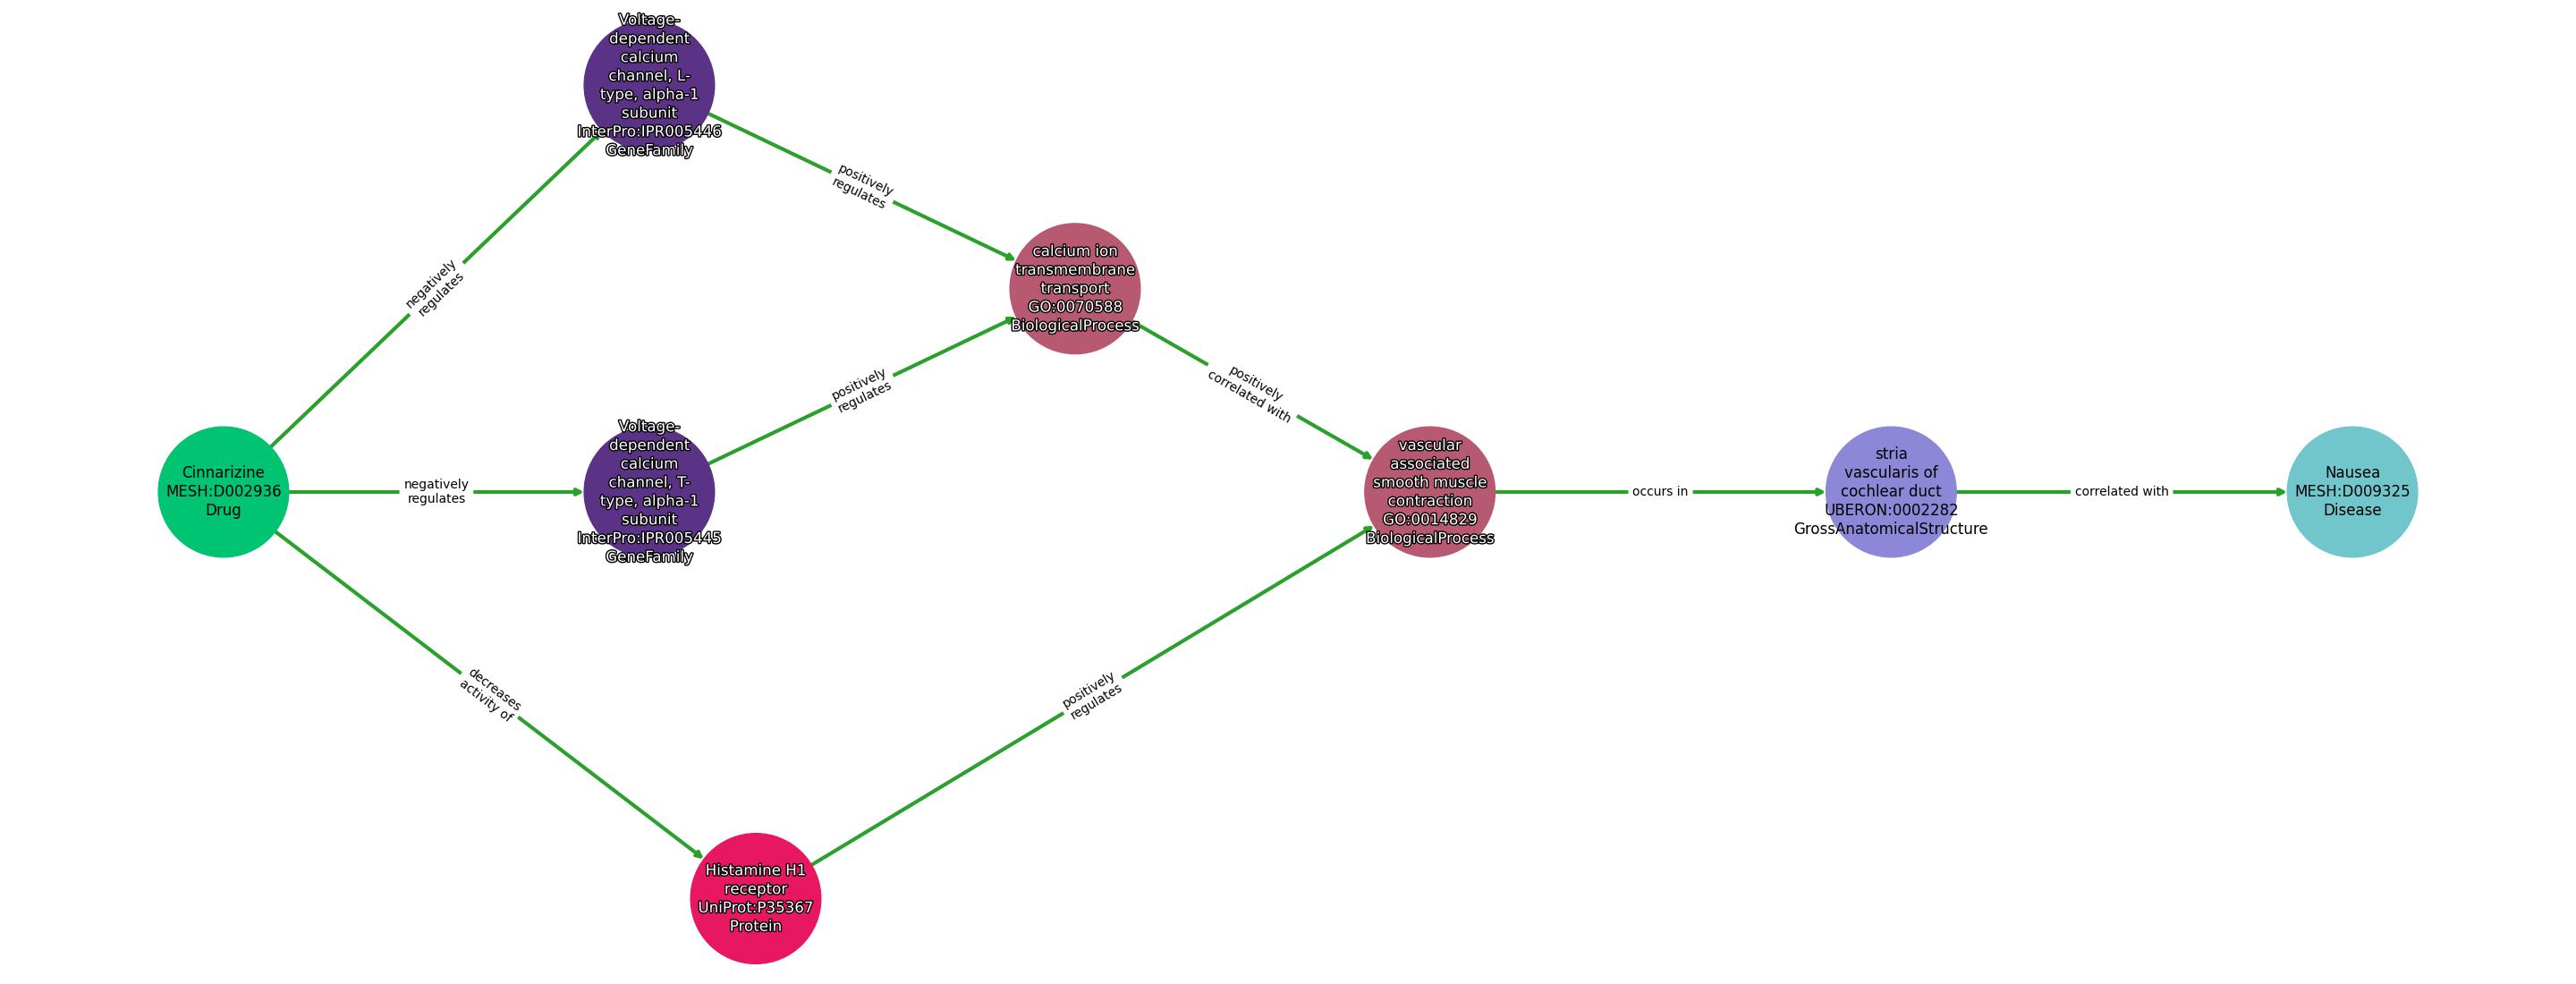 Voltage-
dependent
calcium
channel, L-
type, alpha-1
subunit
InterPro:IPR005446
GeneFamily
positively
regulates
negatively
regulates
calcium ion
transmembrane
transport
GO:0070588
BiologicalProcess
positively
regulates
positively
correlated with
Cinnarizine
MESH:D002936
Drug
negatively
regulates
Voltage-
dependent
calcium
channel, T-
type, alpha-1
subunit
InterPro:IPR005445
GeneFamily
vascular
associated
smooth muscle
contraction
GO:0014829
BiologicalProcess
occurs in
stria
vascularis of
cochlear duct
UBERON:0002282
GrossAnatomicalStructure
correlated with
Nausea
MESH:D009325
Disease
decreases
activity of
positively
regulates
Histamine H1
receptor
UniProt:P35367
Protein